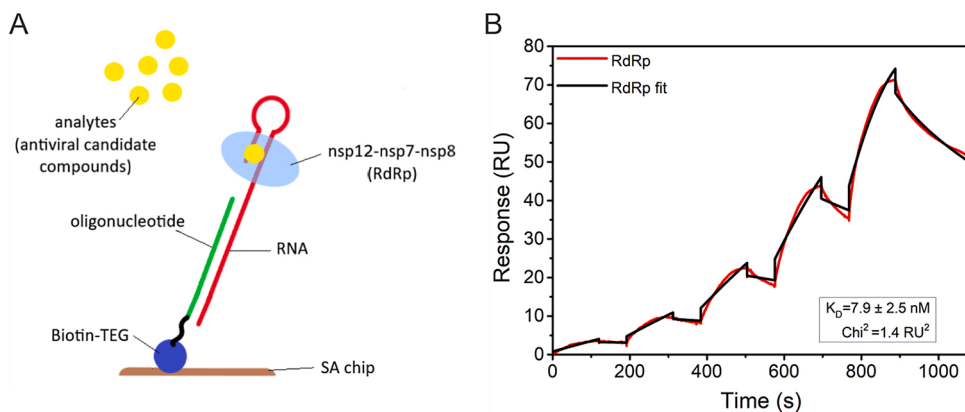 A
analytes
(antiviral candidate
compounds)
nsp12-nsp7-nsp8
(RdRp)
oligonucleotide
RNA
Biotin-TEG
SA chip
B
RdRp
RdRp fit
Response (RU)
80
70
60
50
40
30
20
10
0
K_D=7.9 ± 2.5 nM
Chi²=1.4 RU²
0 200 400 600 800 1000
Time (s)